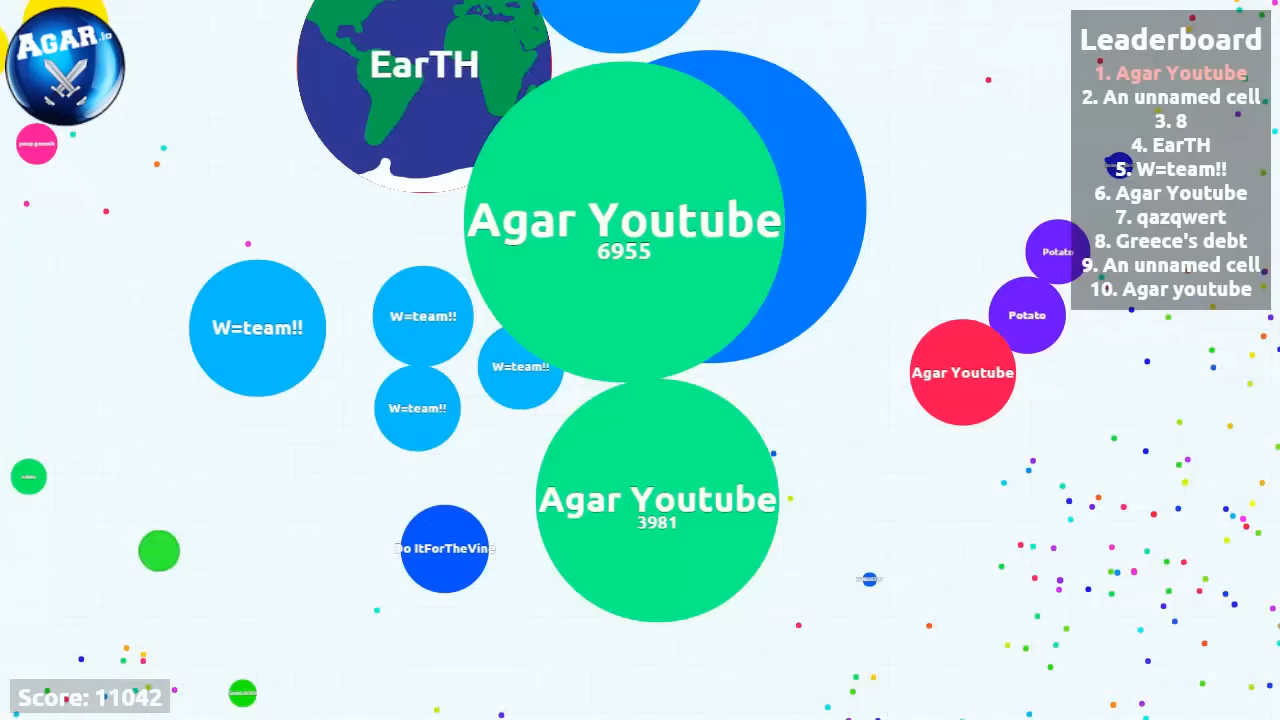 AGAR.io
EarTH
Agar Youtube
6955
W=team!!
W=team!!
W=team!!
W=team!!
Agar Youtube
3981
Do ItForTheVine
Potato
Potato
Agar Youtube
Leaderboard
1. Agar Youtube
2. An unnamed cell
3. 8
4. EarTH
5. W=team!!
6. Agar Youtube
7. qazqwert
8. Greece's debt
9. An unnamed cell
10. Agar youtube
Score: 11042